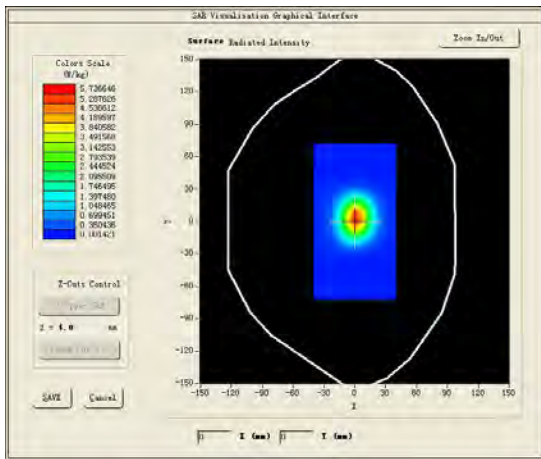 SAR Visualisation Graphical Interface
Surface Radiated Intensity
Zoom In/Out
Colors Scale
(W/kg)
5.736646
5.287626
4.538612
4.189597
3.840582
3.491568
3.142553
2.793539
2.444524
2.095509
1.746495
1.397480
1.048465
0.699451
0.350436
0.001421
150
120
90
60
30
0
-30
-60
-90
-120
-150
Y
-150 -120 -90 -60 -30 0 30 60 90 120 150
X
Z-Cuts Control
Z = 4.0 mm
SAVE Cancel
0 X (mm) 0 Y (mm)